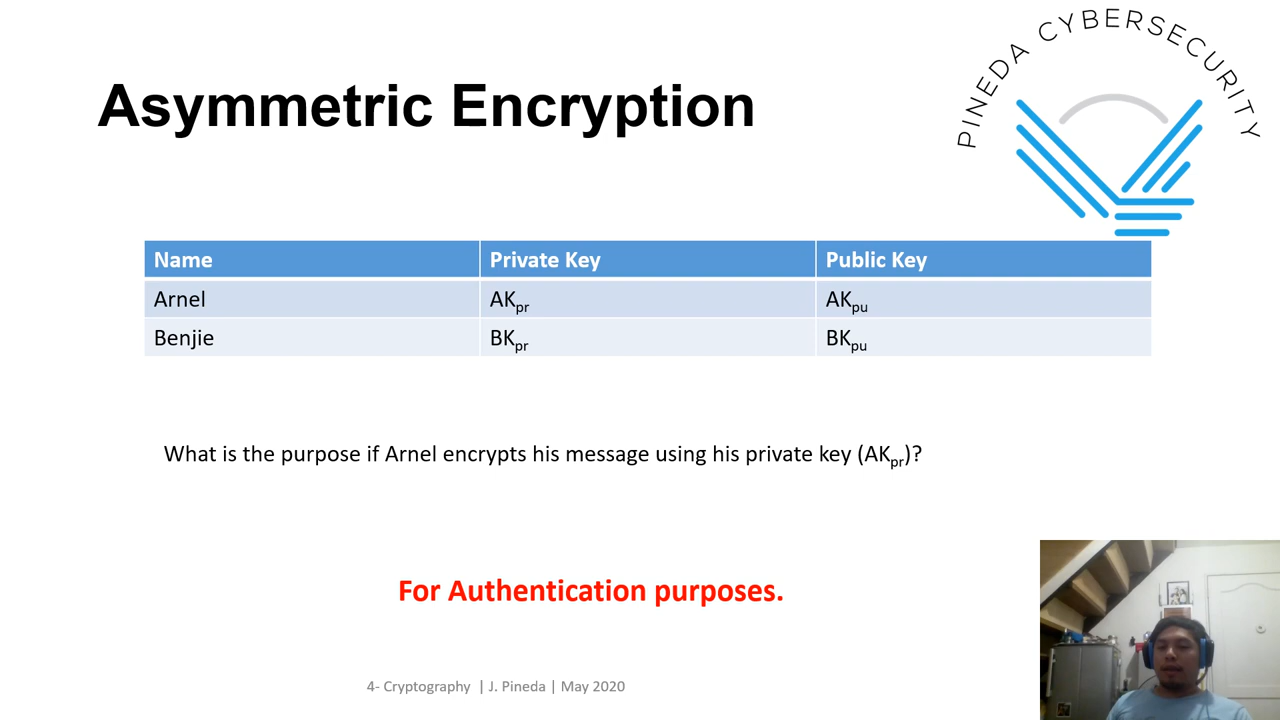 PINEDA CYBERSECURITY
Asymmetric Encryption
Name Private Key Public Key
Arnel AKpr AKpu
Benjie BKpr BKpu
What is the purpose if Arnel encrypts his message using his private key (AKpr)?
For Authentication purposes.
4- Cryptography | J. Pineda | May 2020